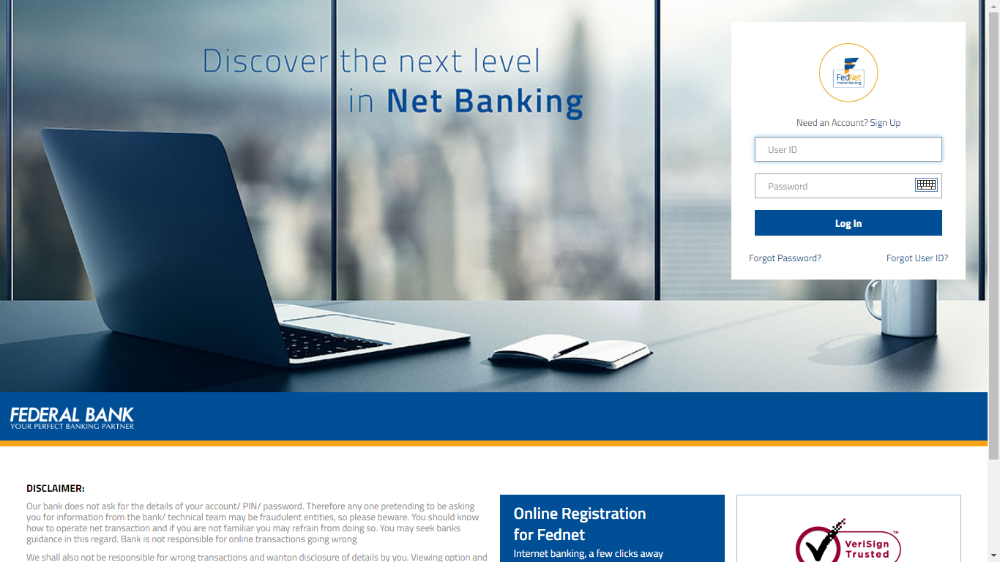 Discover the next level
in Net Banking
FedNet
Internet Banking
Need an Account? Sign Up
User ID
Password
Log In
Forgot Password?
Forgot User ID?
FEDERAL BANK
YOUR PERFECT BANKING PARTNER
DISCLAIMER:
Our bank does not ask for the details of your account/ PIN/ password. Therefore any one pretending to be asking
you for information from the bank/ technical team may be fraudulent entities, so please beware. You should know
how to operate net transaction and if you are not familiar you may refrain from doing so. You may seek banks
guidance in this regard. Bank is not responsible for online transactions going wrong
We shall also not be responsible for wrong transactions and wanton disclosure of details by you. Viewing option and
Online Registration
for Fednet
Internet banking, a few clicks away
VeriSign™
Trusted